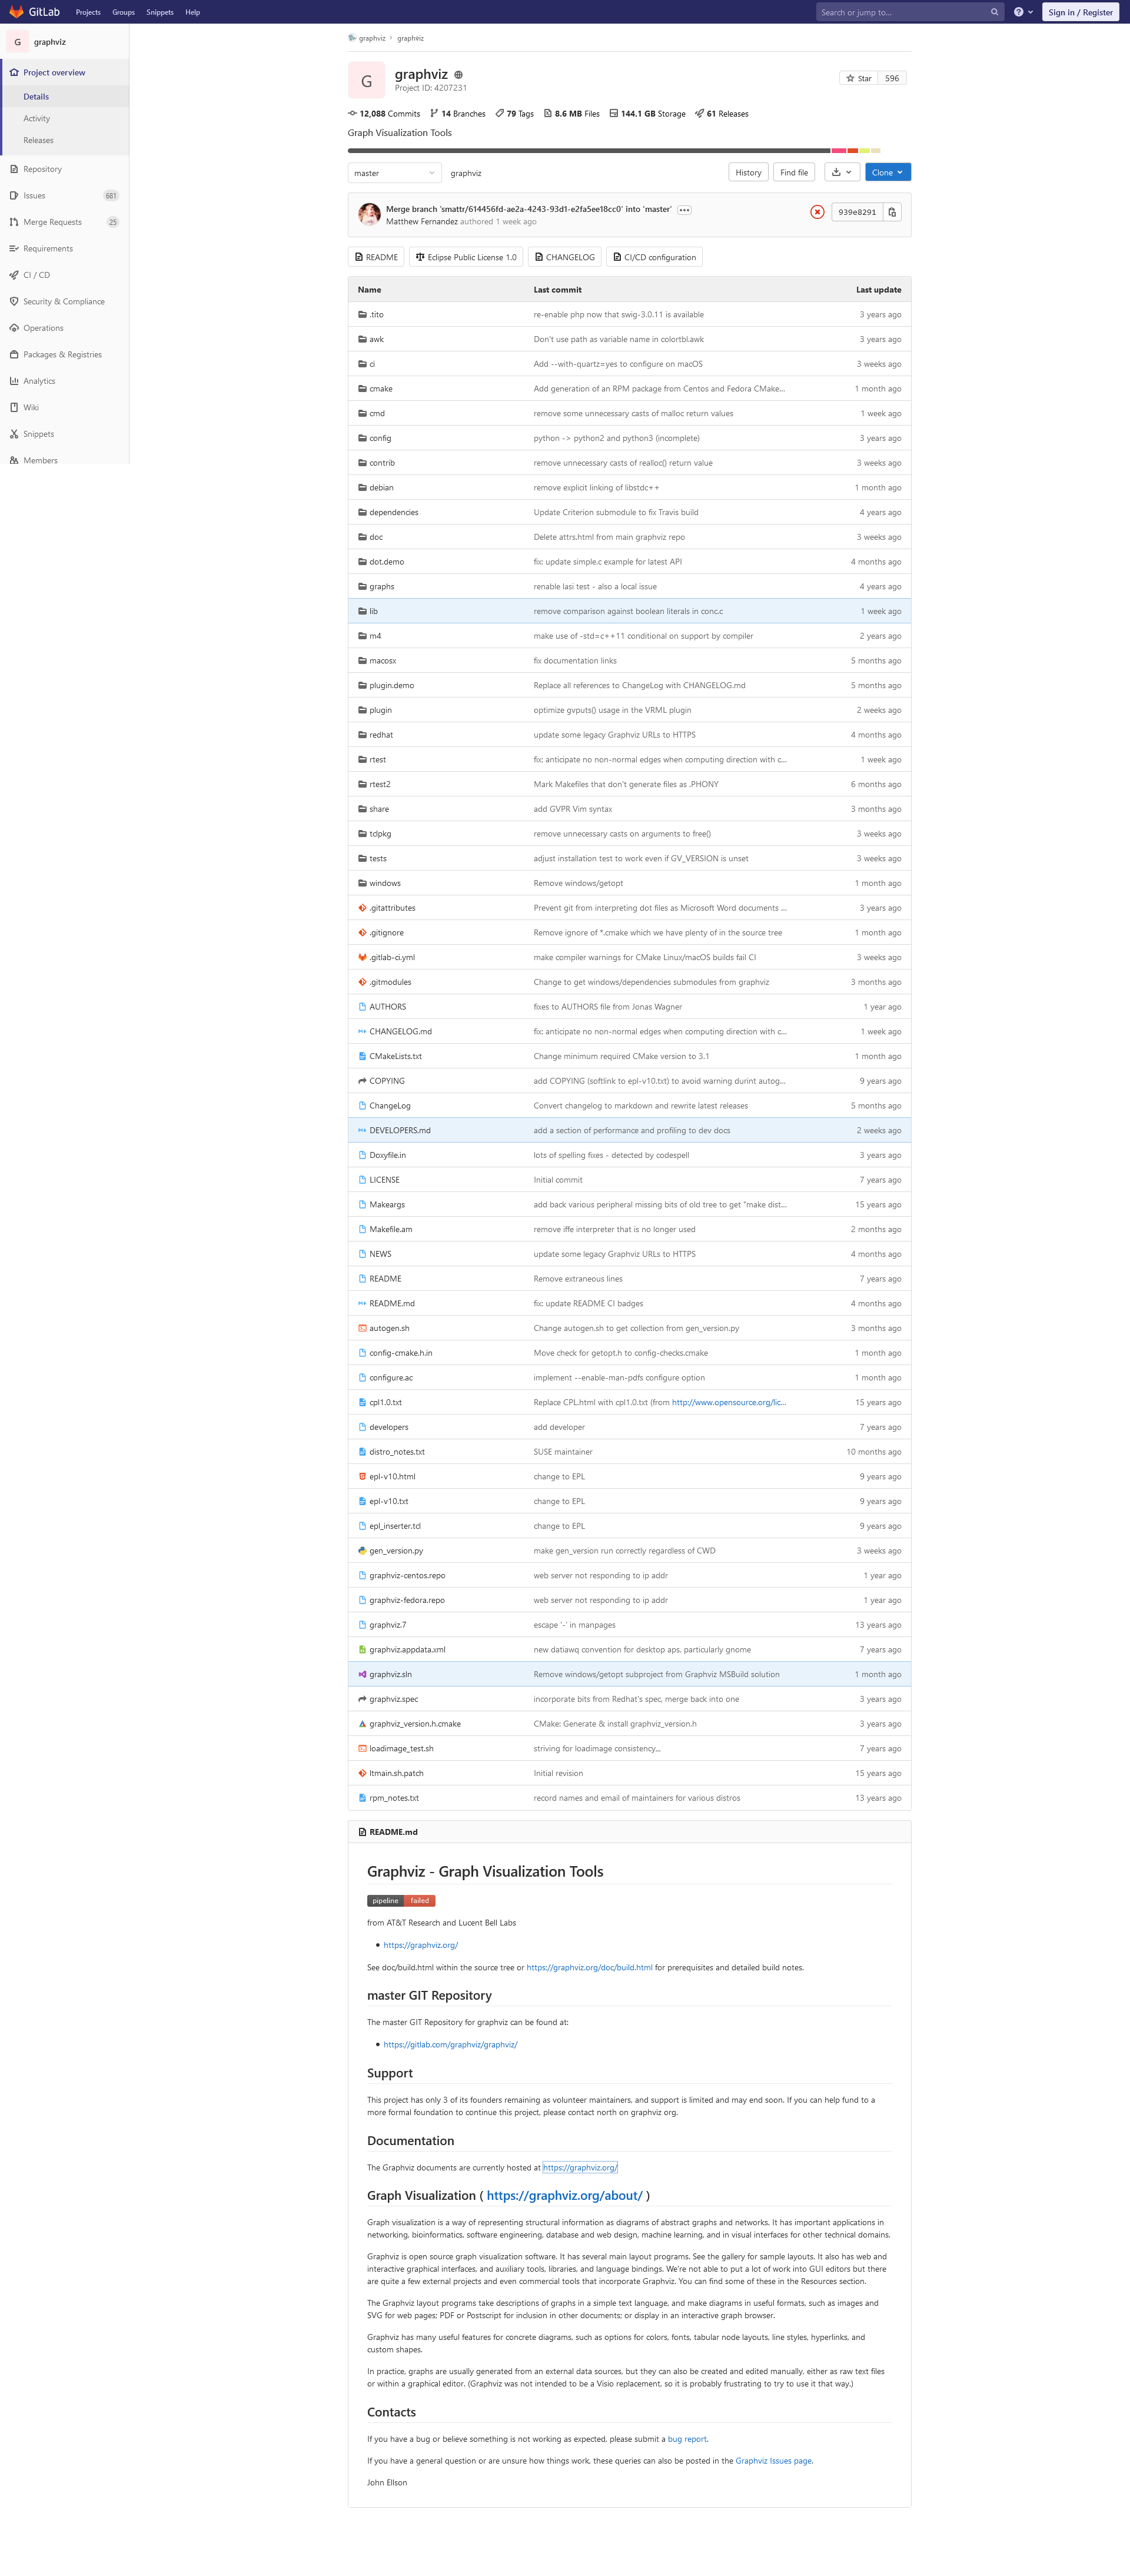 GitLab Projects Groups Snippets Help Search or jump to... Sign in / Register
G graphviz
Project overview
Details
Activity
Releases
Repository
Issues 681
Merge Requests 25
Requirements
CI / CD
Security & Compliance
Operations
Packages & Registries
Analytics
Wiki
Snippets
Members
graphviz > graphviz
G graphviz
Project ID: 4207231
Star 596
12,088 Commits 14 Branches 79 Tags 8.6 MB Files 144.1 GB Storage 61 Releases
Graph Visualization Tools
master graphviz History Find file Clone
Merge branch 'smattr/614456fd-ae2a-4243-93d1-e2fa5ee18cc0' into 'master'
Matthew Fernandez authored 1 week ago
939e8291
README Eclipse Public License 1.0 CHANGELOG CI/CD configuration
Name Last commit Last update
.tito re-enable php now that swig-3.0.11 is available 3 years ago
awk Don't use path as variable name in colortbl.awk 3 years ago
ci Add --with-quartz=yes to configure on macOS 3 weeks ago
cmake Add generation of an RPM package from Centos and Fedora CMake... 1 month ago
cmd remove some unnecessary casts of malloc return values 1 week ago
config python -> python2 and python3 (incomplete) 3 years ago
contrib remove unnecessary casts of realloc() return value 3 weeks ago
debian remove explicit linking of libstdc++ 1 month ago
dependencies Update Criterion submodule to fix Travis build 4 years ago
doc Delete attrs.html from main graphviz repo 3 weeks ago
dot.demo fix: update simple.c example for latest API 4 months ago
graphs renable lasi test - also a local issue 4 years ago
lib remove comparison against boolean literals in conc.c 1 week ago
m4 make use of -std=c++11 conditional on support by compiler 2 years ago
macosx fix documentation links 5 months ago
plugin.demo Replace all references to ChangeLog with CHANGELOG.md 5 months ago
plugin optimize gvputs() usage in the VRML plugin 2 weeks ago
redhat update some legacy Graphviz URLs to HTTPS 4 months ago
rtest fix: anticipate no non-normal edges when computing direction with c... 1 week ago
rtest2 Mark Makefiles that don't generate files as .PHONY 6 months ago
share add GVPR Vim syntax 3 months ago
tclpkg remove unnecessary casts on arguments to free() 3 weeks ago
tests adjust installation test to work even if GV_VERSION is unset 3 weeks ago
windows Remove windows/getopt 1 month ago
.gitattributes Prevent git from interpreting dot files as Microsoft Word documents ... 3 years ago
.gitignore Remove ignore of *.cmake which we have plenty of in the source tree 1 month ago
.gitlab-ci.yml make compiler warnings for CMake Linux/macOS builds fail CI 3 weeks ago
.gitmodules Change to get windows/dependencies submodules from graphviz 3 months ago
AUTHORS fixes to AUTHORS file from Jonas Wagner 1 year ago
CHANGELOG.md fix: anticipate no non-normal edges when computing direction with c... 1 week ago
CMakeLists.txt Change minimum required CMake version to 3.1 1 month ago
COPYING add COPYING (softlink to epl-v10.txt) to avoid warning durint autog... 9 years ago
ChangeLog Convert changelog to markdown and rewrite latest releases 5 months ago
DEVELOPERS.md add a section of performance and profiling to dev docs 2 weeks ago
Doxyfile.in lots of spelling fixes - detected by codespell 3 years ago
LICENSE Initial commit 7 years ago
Makeargs add back various peripheral missing bits of old tree to get "make dist... 15 years ago
Makefile.am remove iffe interpreter that is no longer used 2 months ago
NEWS update some legacy Graphviz URLs to HTTPS 4 months ago
README Remove extraneous lines 7 years ago
README.md fix: update README CI badges 4 months ago
autogen.sh Change autogen.sh to get collection from gen_version.py 3 months ago
config-cmake.h.in Move check for getopt.h to config-checks.cmake 1 month ago
configure.ac implement --enable-man-pdfs configure option 1 month ago
cpl1.0.txt Replace CPL.html with cpl1.0.txt (from http://www.opensource.org/lic... 15 years ago
developers add developer 7 years ago
distro_notes.txt SUSE maintainer 10 months ago
epl-v10.html change to EPL 9 years ago
epl-v10.txt change to EPL 9 years ago
epl_inserter.tcl change to EPL 9 years ago
gen_version.py make gen_version run correctly regardless of CWD 3 weeks ago
graphviz-centos.repo web server not responding to ip addr 1 year ago
graphviz-fedora.repo web server not responding to ip addr 1 year ago
graphviz.7 escape '-' in manpages 13 years ago
graphviz.appdata.xml new datiawq convention for desktop aps, particularly gnome 7 years ago
graphviz.sln Remove windows/getopt subproject from Graphviz MSBuild solution 1 month ago
graphviz.spec incorporate bits from Redhat's spec, merge back into one 3 years ago
graphviz_version.h.cmake CMake: Generate & install graphviz_version.h 3 years ago
loadimage_test.sh striving for loadimage consistency... 7 years ago
ltmain.sh.patch Initial revision 15 years ago
rpm_notes.txt record names and email of maintainers for various distros 13 years ago
README.md
Graphviz - Graph Visualization Tools
pipeline failed
from AT&T Research and Lucent Bell Labs
https://graphviz.org/
See doc/build.html within the source tree or https://graphviz.org/doc/build.html for prerequisites and detailed build notes.
master GIT Repository
The master GIT Repository for graphviz can be found at:
https://gitlab.com/graphviz/graphviz/
Support
This project has only 3 of its founders remaining as volunteer maintainers, and support is limited and may end soon. If you can help fund to a
more formal foundation to continue this project, please contact north on graphviz org.
Documentation
The Graphviz documents are currently hosted at https://graphviz.org/
Graph Visualization ( https://graphviz.org/about/ )
Graph visualization is a way of representing structural information as diagrams of abstract graphs and networks. It has important applications in
networking, bioinformatics, software engineering, database and web design, machine learning, and in visual interfaces for other technical domains.
Graphviz is open source graph visualization software. It has several main layout programs. See the gallery for sample layouts. It also has web and
interactive graphical interfaces, and auxiliary tools, libraries, and language bindings. We're not able to put a lot of work into GUI editors but there
are quite a few external projects and even commercial tools that incorporate Graphviz. You can find some of these in the Resources section.
The Graphviz layout programs take descriptions of graphs in a simple text language, and make diagrams in useful formats, such as images and
SVG for web pages; PDF or Postscript for inclusion in other documents; or display in an interactive graph browser.
Graphviz has many useful features for concrete diagrams, such as options for colors, fonts, tabular node layouts, line styles, hyperlinks, and
custom shapes.
In practice, graphs are usually generated from an external data sources, but they can also be created and edited manually, either as raw text files
or within a graphical editor. (Graphviz was not intended to be a Visio replacement, so it is probably frustrating to try to use it that way.)
Contacts
If you have a bug or believe something is not working as expected, please submit a bug report.
If you have a general question or are unsure how things work, these queries can also be posted in the Graphviz Issues page.
John Ellson